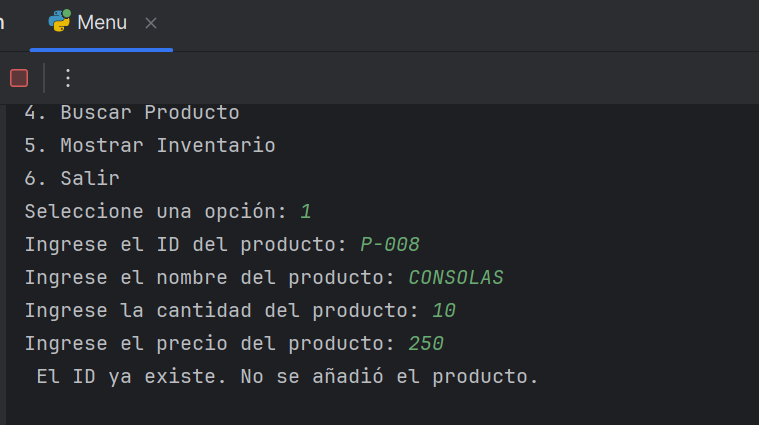 n
Menu
4. Buscar Producto
5. Mostrar Inventario
6. Salir
Seleccione una opción: 1
Ingrese el ID del producto: P-008
Ingrese el nombre del producto: CONSOLAS
Ingrese la cantidad del producto: 10
Ingrese el precio del producto: 250
El ID ya existe. No se añadió el producto.